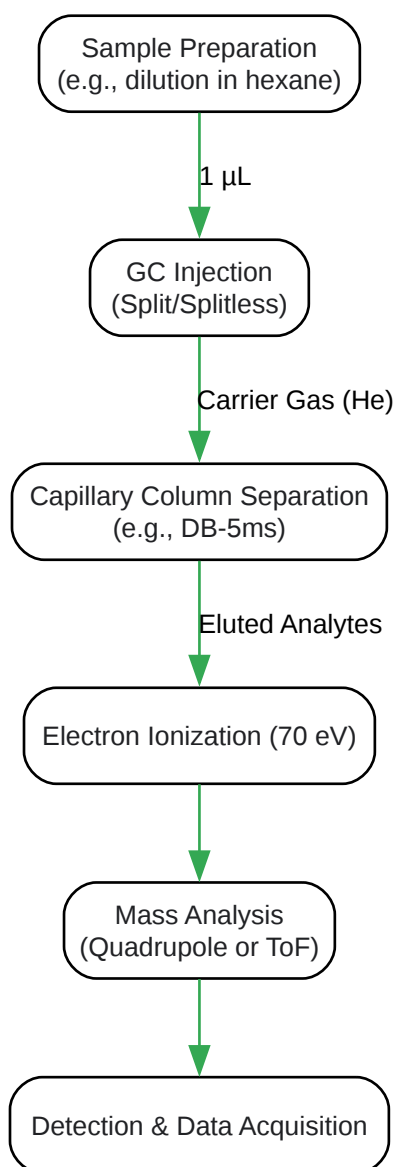 Sample Preparation
(e.g., dilution in hexane)
1 µL
GC Injection
(Split/Splitless)
Carrier Gas (He)
Capillary Column Separation
(e.g., DB-5ms)
Eluted Analytes
Electron Ionization (70 eV)
Mass Analysis
(Quadrupole or ToF)
Detection & Data Acquisition